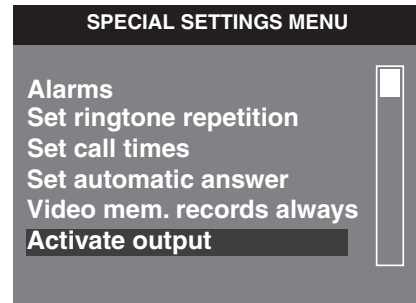 SPECIAL SETTINGS MENU
Alarms
Set ringtone repetition
Set call times
Set automatic answer
Video mem. records always
Activate output